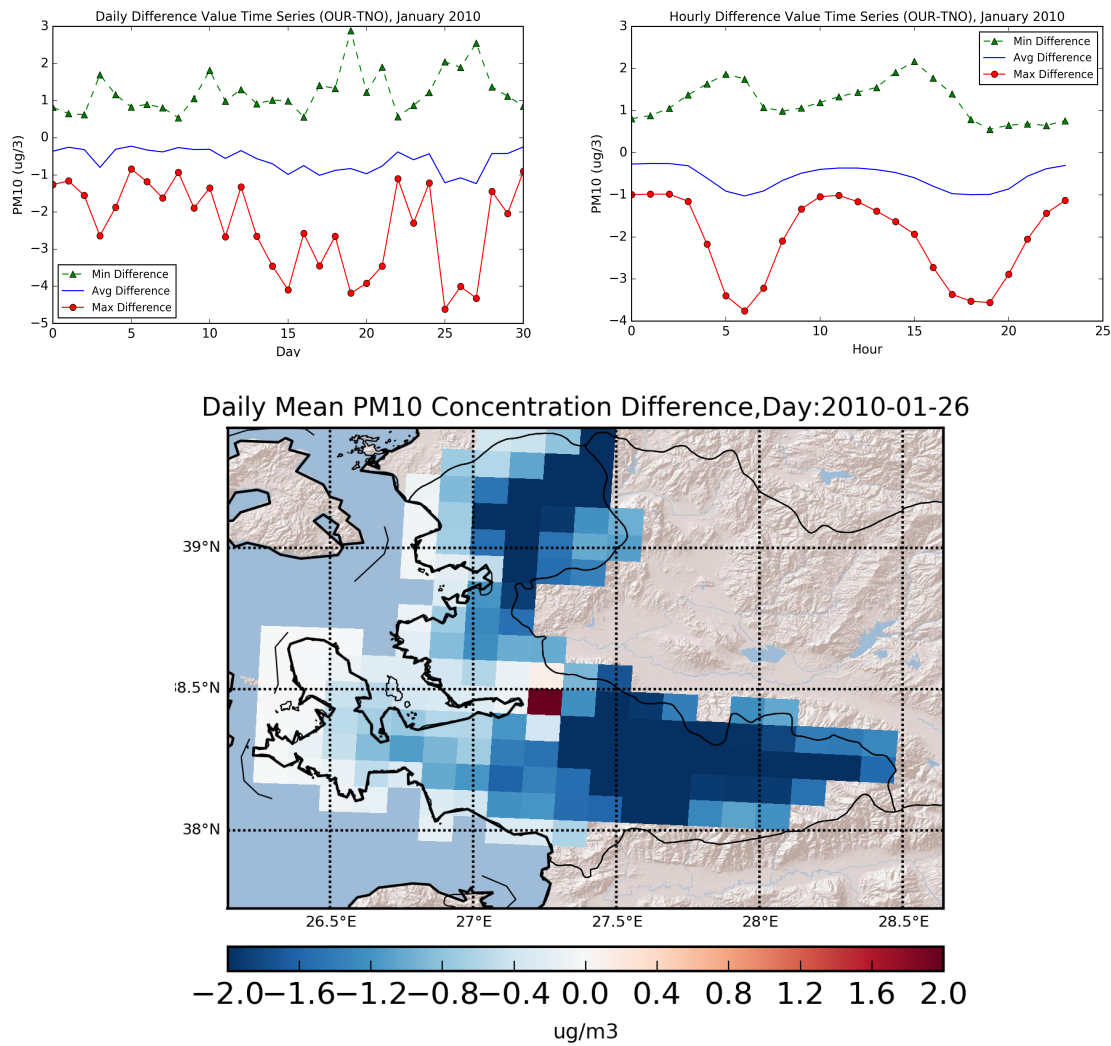 Daily Difference Value Time Series (OUR-TNO), January 2010
3
2
1
0
−1
−2
−3
−4
−5
PM10 (ug/3)
Min Difference
Avg Difference
Max Difference
0 5 10 15 20 25 30
Day
Hourly Difference Value Time Series (OUR-TNO), January 2010
3
2
1
0
−1
−2
−3
−4
PM10 (ug/3)
Min Difference
Avg Difference
Max Difference
0 5 10 15 20 25
Hour
Daily Mean PM10 Concentration Difference,Day:2010-01-26
39°N
8.5°N
38°N
26.5°E 27°E 27.5°E 28°E 28.5°E
−2.0 −1.6 −1.2 −0.8 −0.4 0.0 0.4 0.8 1.2 1.6 2.0
ug/m3